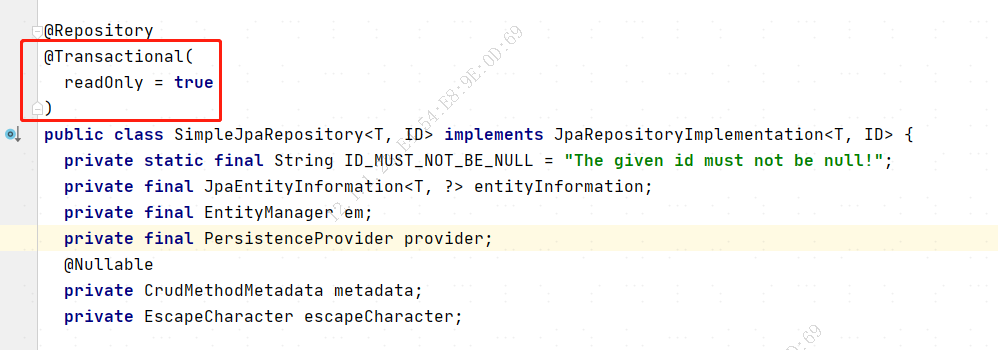 @Repository
@Transactional(
readOnly = true
)
public class SimpleJpaRepository<T, ID> implements JpaRepositoryImplementation<T, ID> {
private static final String ID_MUST_NOT_BE_NULL = "The given id must not be null!";
private final JpaEntityInformation<T, ?> entityInformation;
private final EntityManager em;
private final PersistenceProvider provider;
@Nullable
private CrudMethodMetadata metadata;
private EscapeCharacter escapeCharacter;